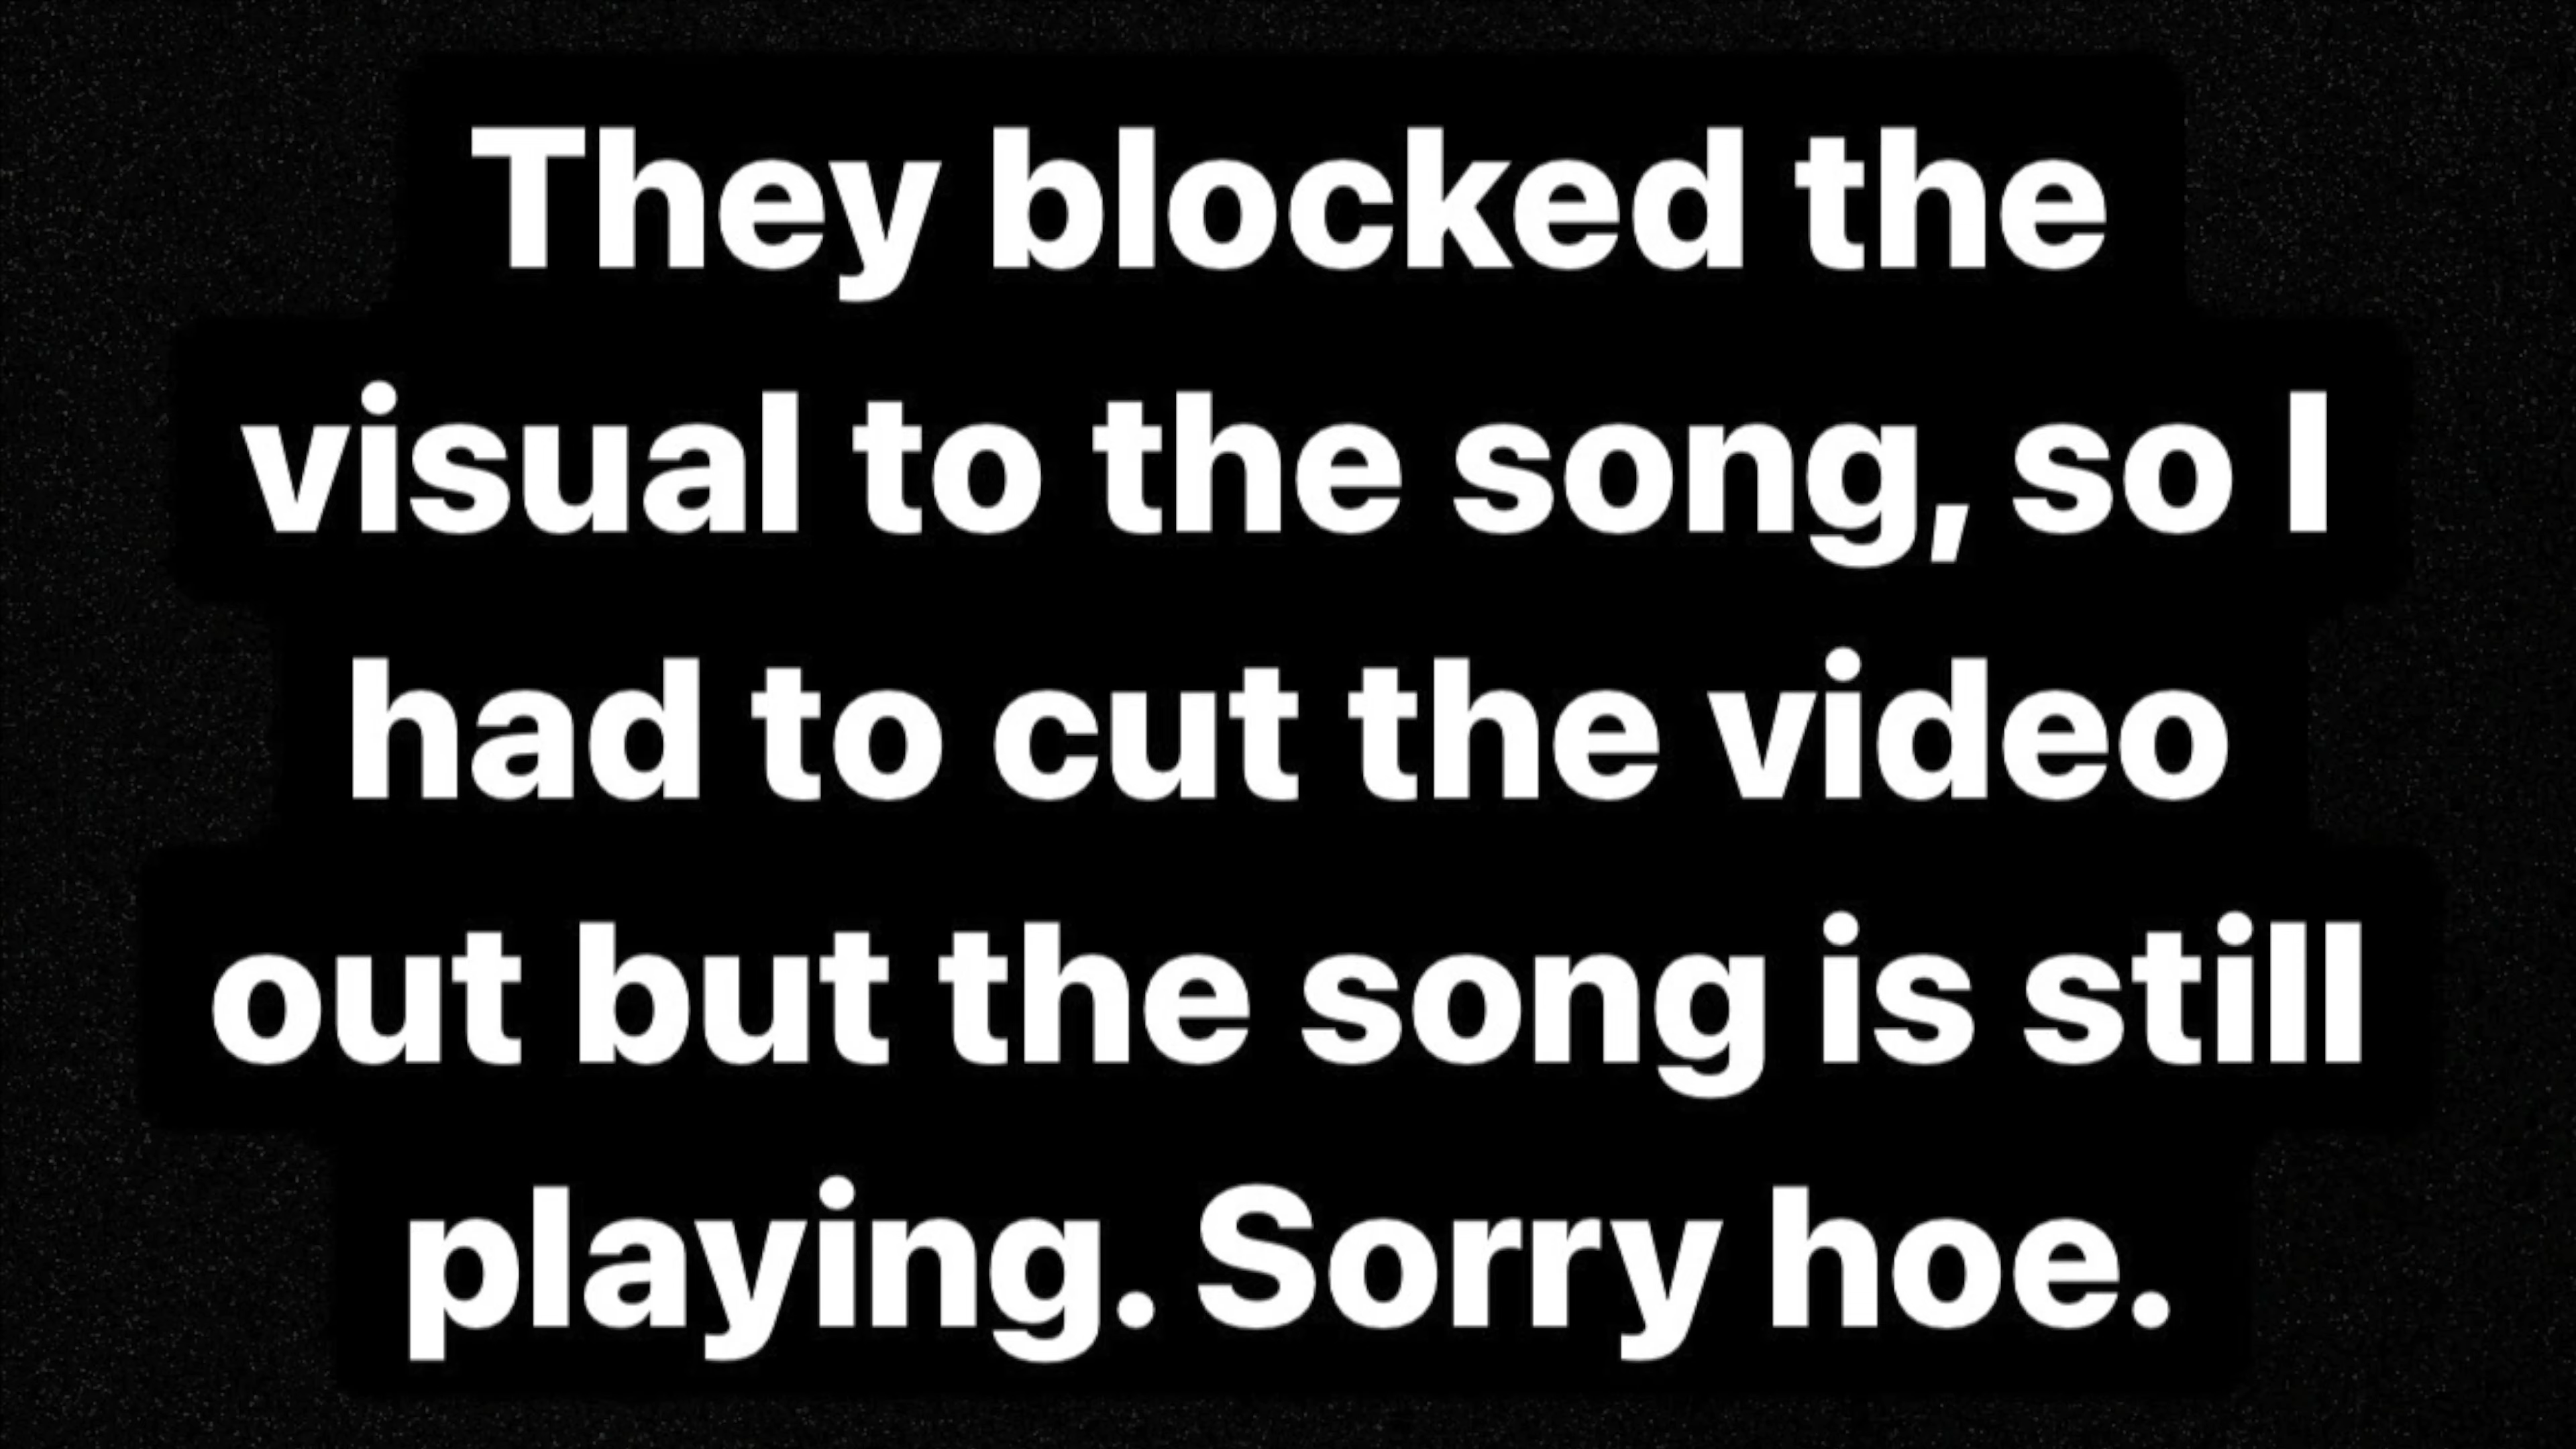 They blocked the
visual to the song, so I
had to cut the video
out but the song is still
playing. Sorry hoe.